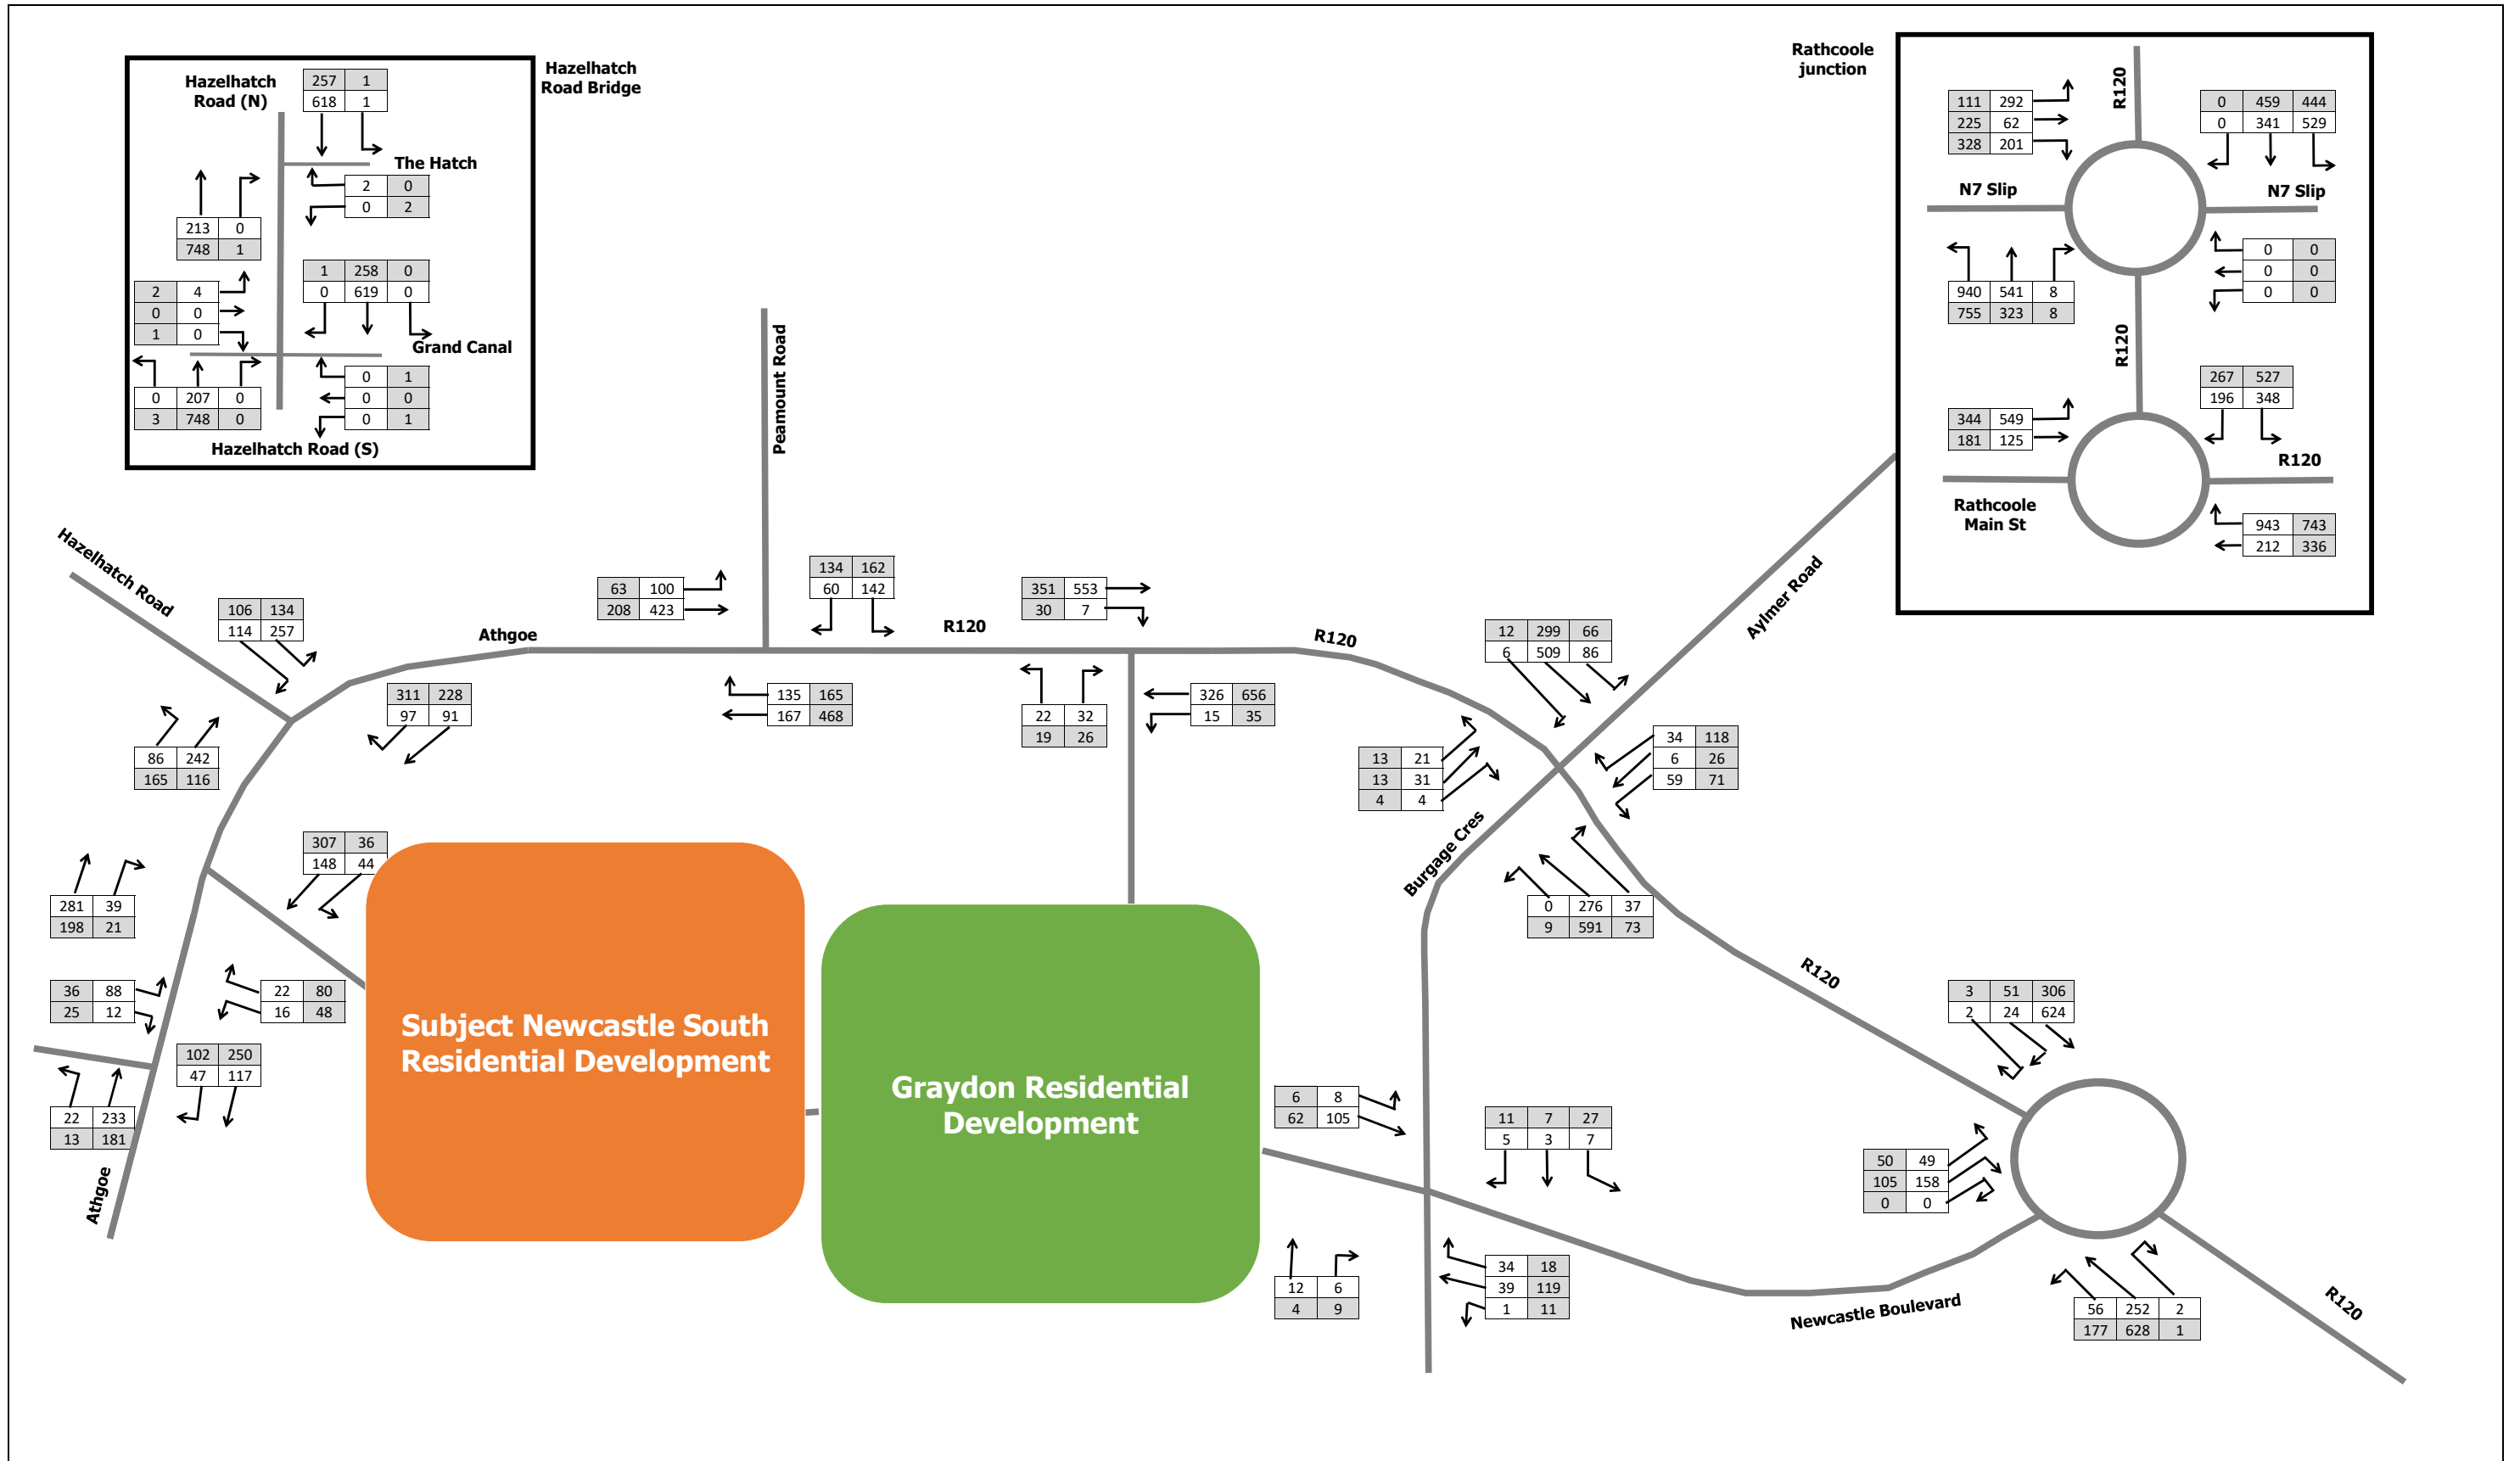 Hazelhatch
Road Bridge
Hazelhatch
Road (N)
257 1
618 1
The Hatch
2 0
0 2
213 0
748 1
1 258 0
0 619 0
2 4
0 0
1 0
Grand Canal
0 1
0 0
0 1
0 207 0
3 748 0
Hazelhatch Road (S)
Rathcoole
junction
R120
111 292
225 62
328 201
0 459 444
0 341 529
N7 Slip
N7 Slip
0 0
0 0
0 0
940 541 8
755 323 8
R120
267 527
196 348
344 549
181 125
R120
Rathcoole
Main St
943 743
212 336
Peamount Road
Hazelhatch Road
106 134
114 257
Athgoe
63 100
208 423
134 162
60 142
R120
351 553
30 7
R120
12 299 66
6 509 86
Aylmer Road
311 228
97 91
135 165
167 468
22 32
19 26
326 656
15 35
86 242
165 116
13 21
13 31
4 4
34 118
6 26
59 71
Burgage Cres
307 36
148 44
281 39
198 21
0 276 37
9 591 73
R120
36 88
25 12
22 80
16 48
3 51 306
2 24 624
Subject Newcastle South
Residential Development
102 250
47 117
22 233
13 181
Athgoe
Graydon Residential
Development
6 8
62 105
11 7 27
5 3 7
50 49
105 158
0 0
12 6
4 9
34 18
39 119
1 11
Newcastle Boulevard
56 252 2
177 628 1
R120